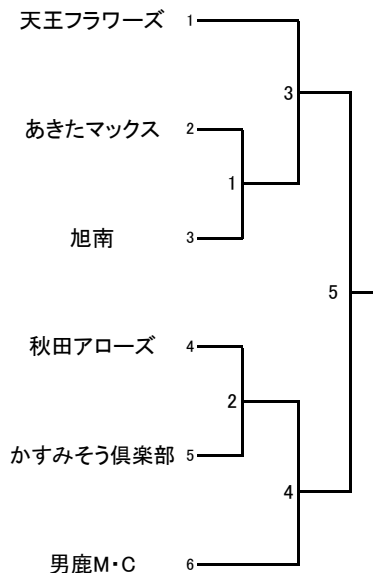 天王フラワーズ 1
3
あきたマックス 2
1
旭南 3
5
秋田アローズ 4
2
かすみそう倶楽部 5
4
男鹿M・C 6